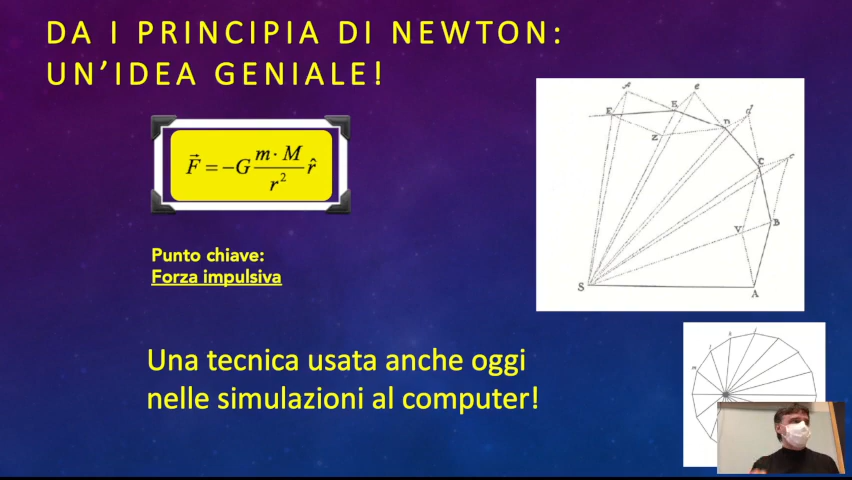 DA I PRINCIPIA DI NEWTON:
UN'IDEA GENIALE!
F⃗ = −G m · M / r² r̂
Punto chiave:
Forza impulsiva
Una tecnica usata anche oggi
nelle simulazioni al computer!
e
E
D
d
Z
C
c
V
B
S
A
m
l
k